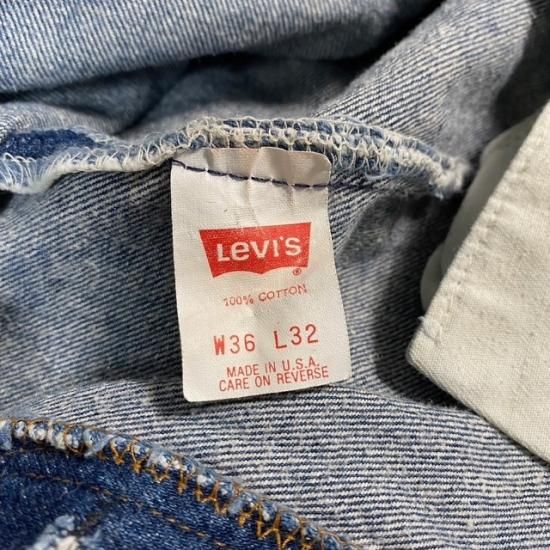 Levi's
®
100% COTTON
W36 L32
MADE IN U.S.A.
CARE ON REVERSE